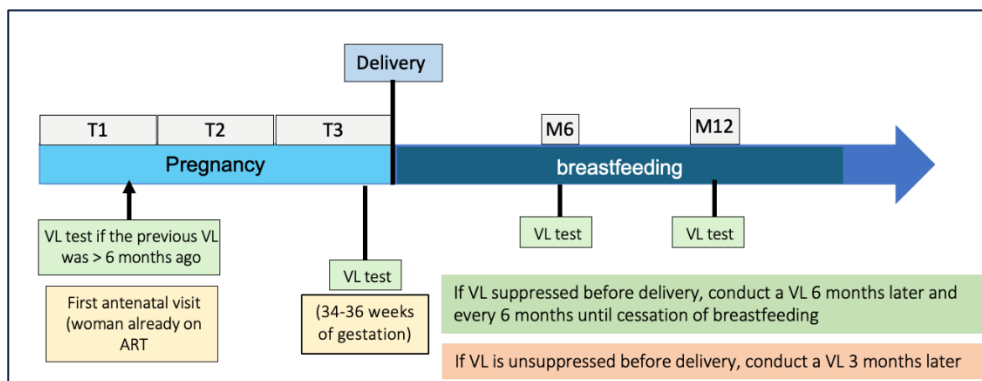 Delivery
T1
T2
T3
M6
M12
Pregnancy
breastfeeding
VL test if the previous VL
was > 6 months ago
First antenatal visit
(woman already on
ART
VL test
(34-36 weeks
of gestation)
VL test
VL test
If VL suppressed before delivery, conduct a VL 6 months later and
every 6 months until cessation of breastfeeding
If VL is unsuppressed before delivery, conduct a VL 3 months later